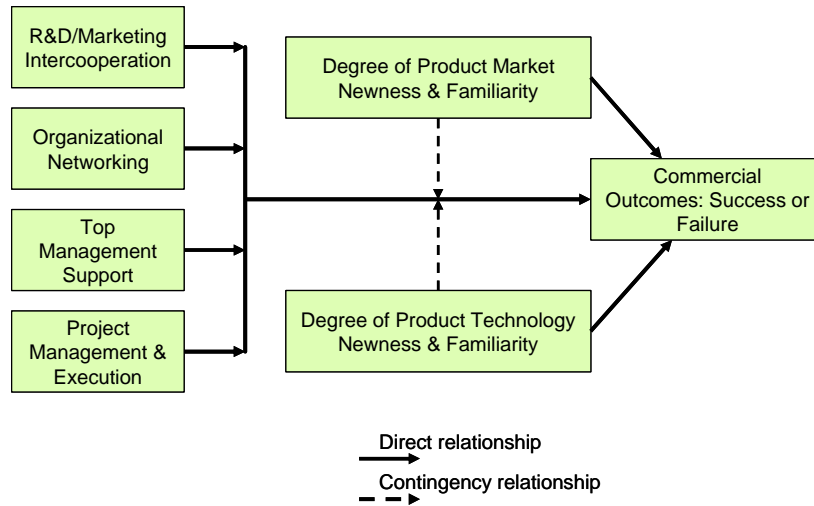 R&D/Marketing
Intercooperation
Organizational
Networking
Top
Management
Support
Project
Management &
Execution
Degree of Product Market
Newness & Familiarity
Degree of Product Technology
Newness & Familiarity
Commercial
Outcomes: Success or
Failure
Direct relationship
Contingency relationship